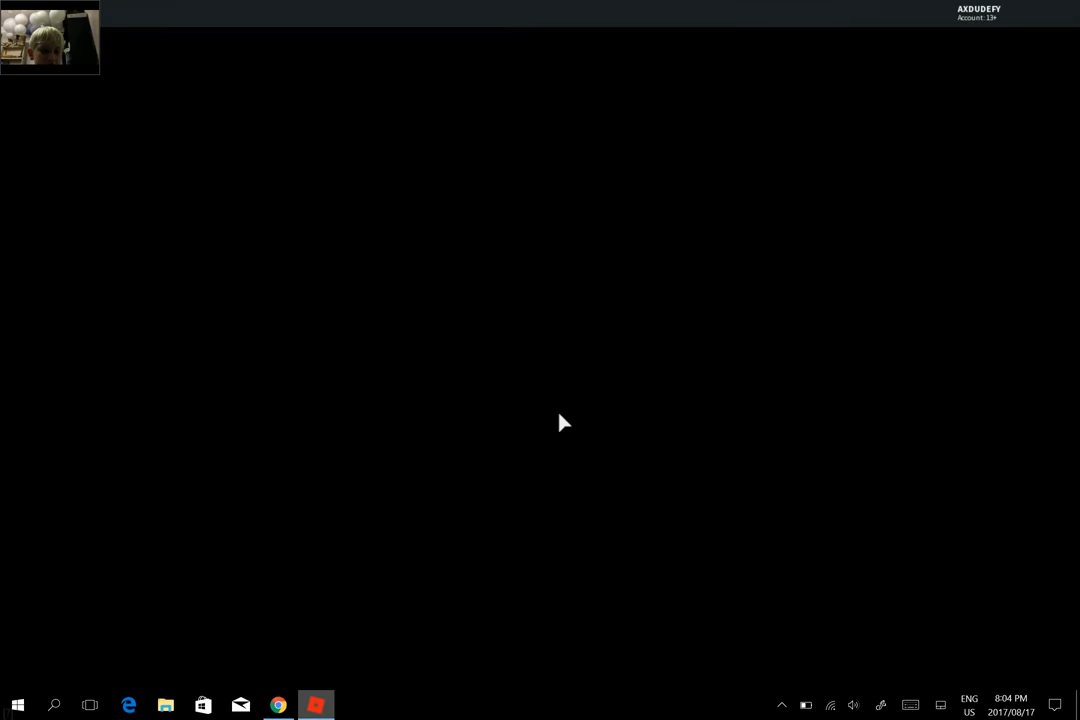 AXDUDEFY
Account: 13+
ENG
US
8:04 PM
2017/08/17